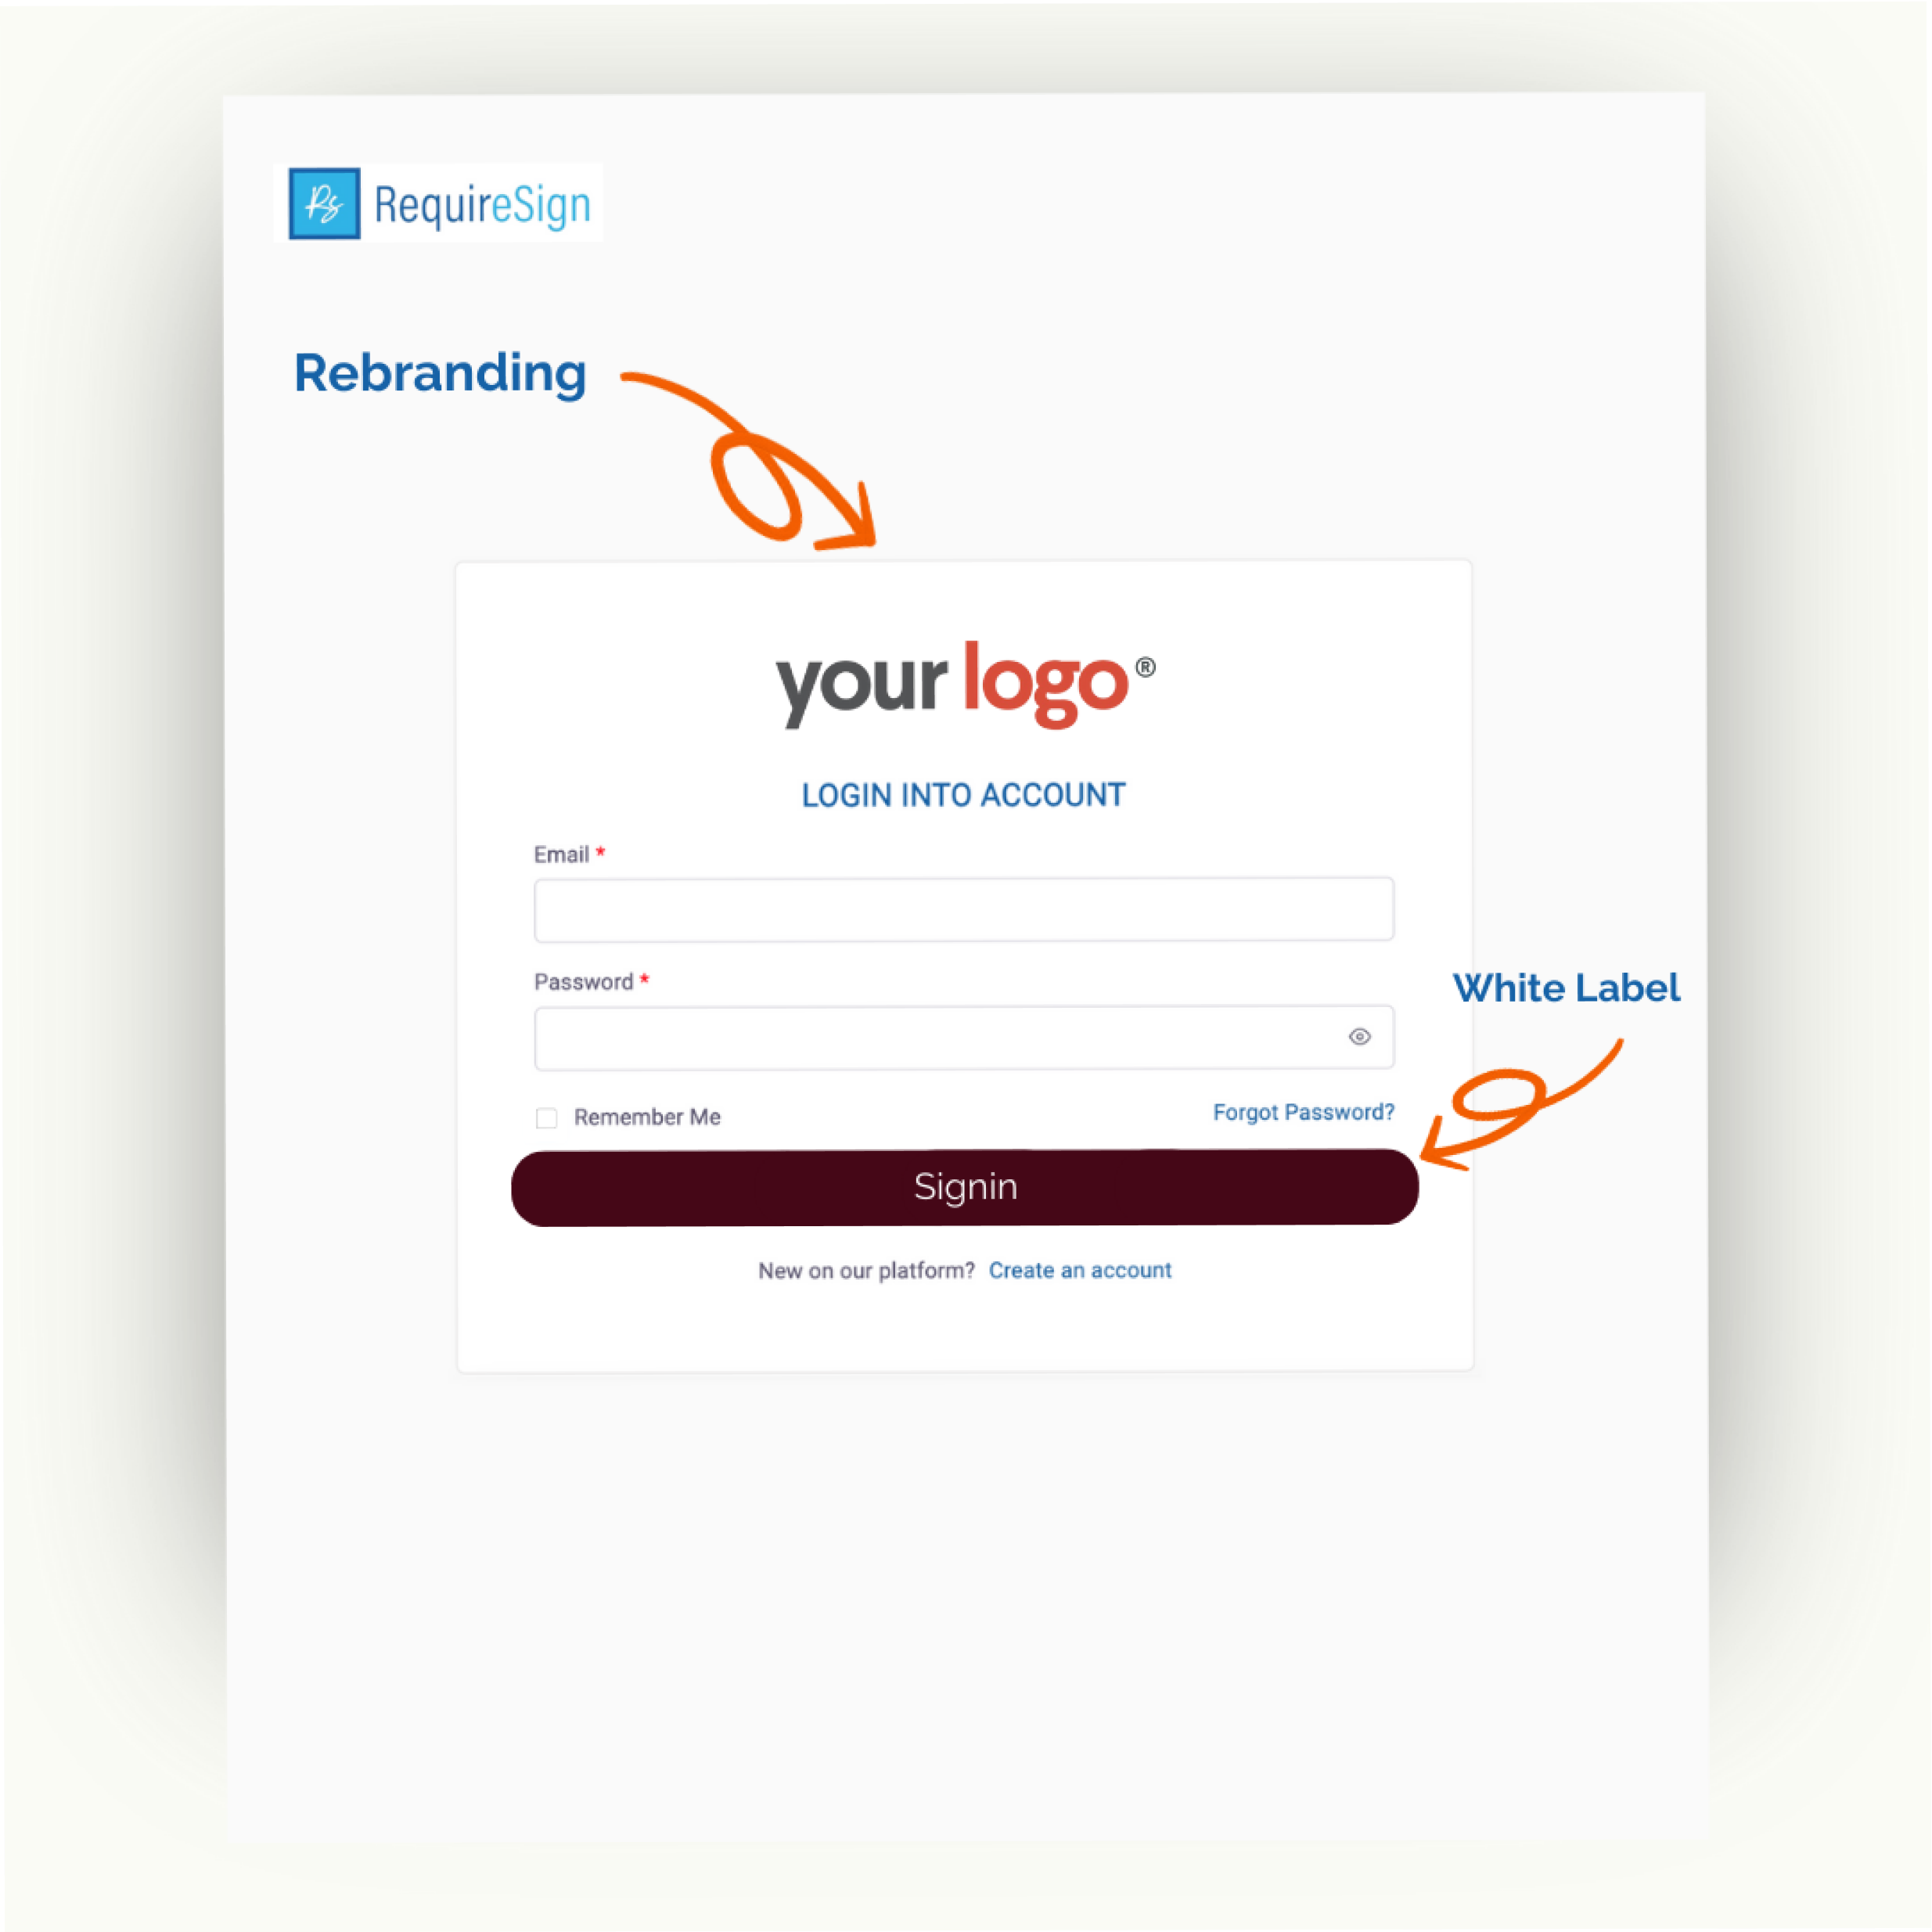 Rs RequireSign
Rebranding
your logo®
LOGIN INTO ACCOUNT
Email *
Password *
White Label
Remember Me
Forgot Password?
Signin
New on our platform? Create an account